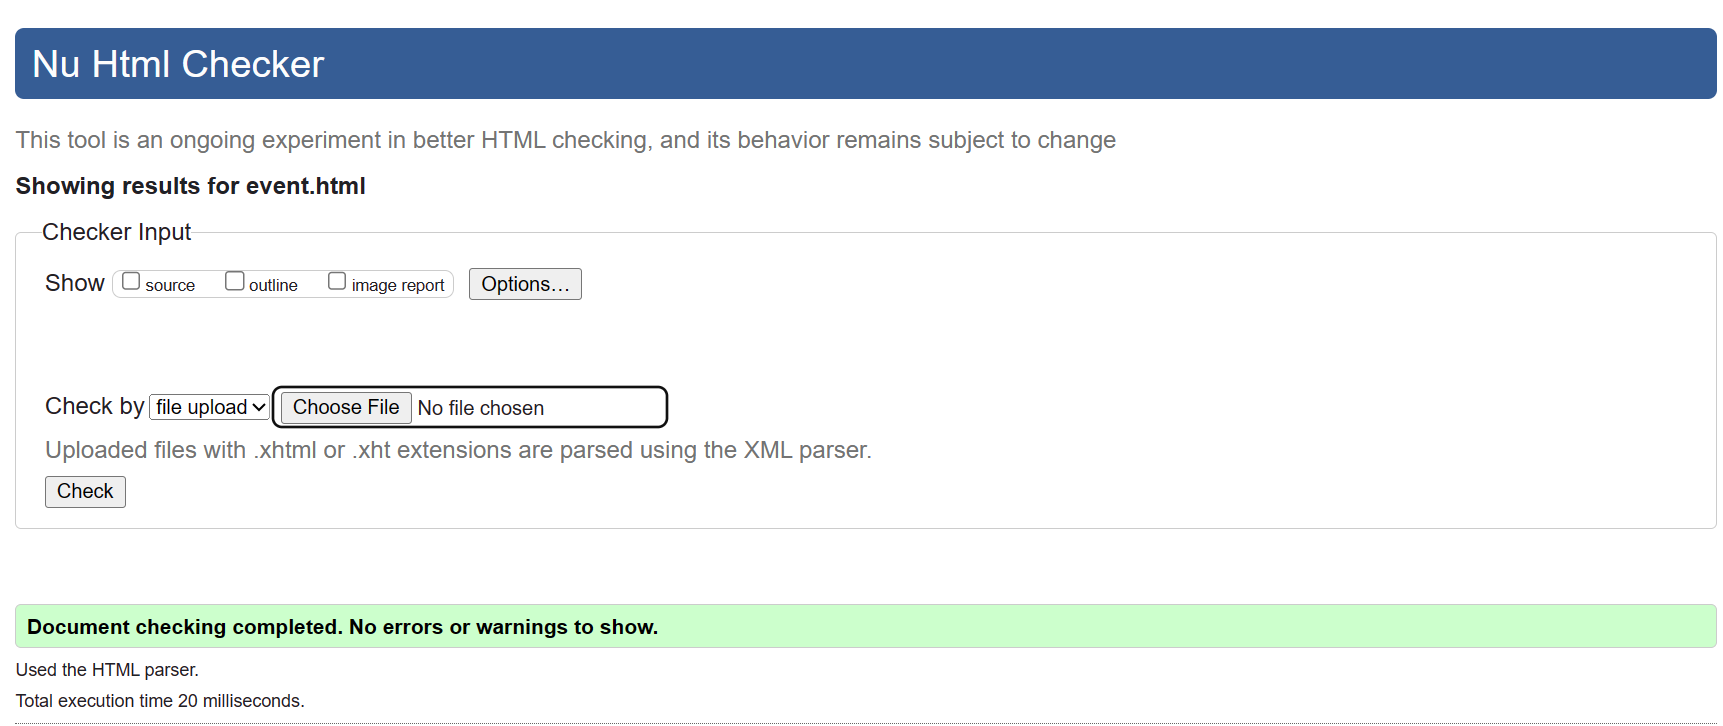 Nu Html Checker
This tool is an ongoing experiment in better HTML checking, and its behavior remains subject to change
Showing results for event.html
Checker Input
Show source outline image report Options...
Check by file upload Choose File No file chosen
Uploaded files with .xhtml or .xht extensions are parsed using the XML parser.
Check
Document checking completed. No errors or warnings to show.
Used the HTML parser.
Total execution time 20 milliseconds.